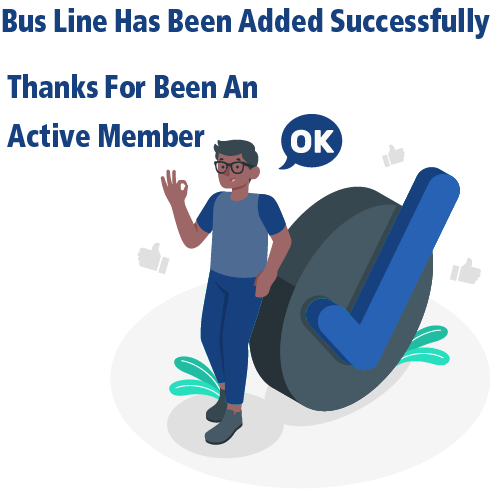 Bus Line Has Been Added Successfully
Thanks For Been An
Active Member
OK